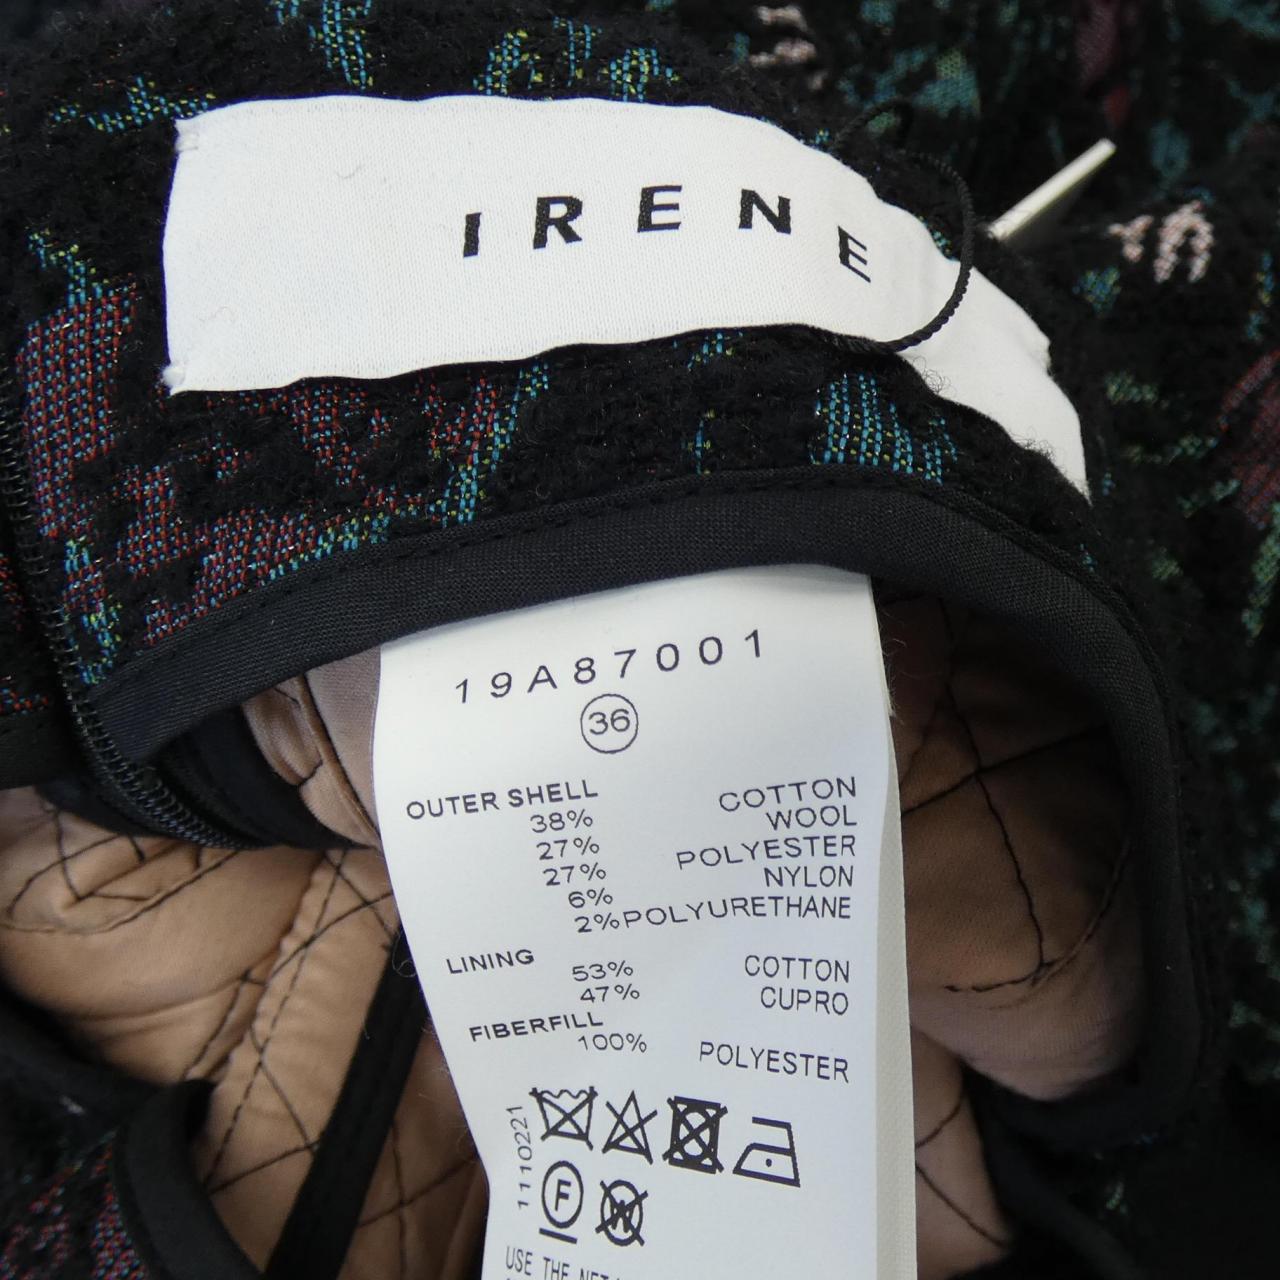 IRENE
19A87001
36
OUTER SHELL
38% COTTON
27% WOOL
27% POLYESTER
6% NYLON
2% POLYURETHANE
LINING
53% COTTON
47% CUPRO
FIBERFILL
100% POLYESTER
1110221
F
W
USE THE NET